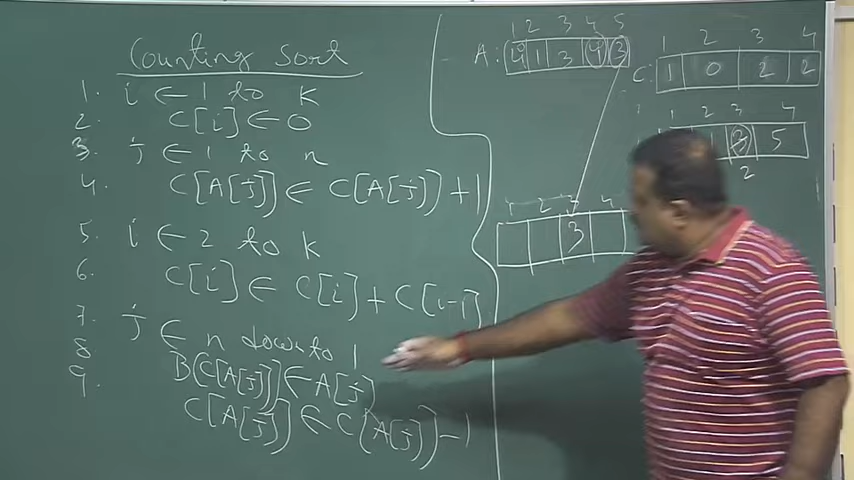 Counting Sort
1. i ← 1 to K
2. C[i] ← 0
3. j ← 1 to n
4. C[A[j]] ← C[A[j]] + 1
5. i ← 2 to K
6. C[i] ← C[i] + C[i-1]
7. j ← n down to 1
8 B[C[A[j]]] ← A[j]
9. C[A[j]] ← C[A[j]] - 1
1 2 3 4 5
A: 4 1 3 4 3
1 2 3 4
C: 1 0 2 2
1 2 3 4
1 3 5
2
1 2 3 4
3